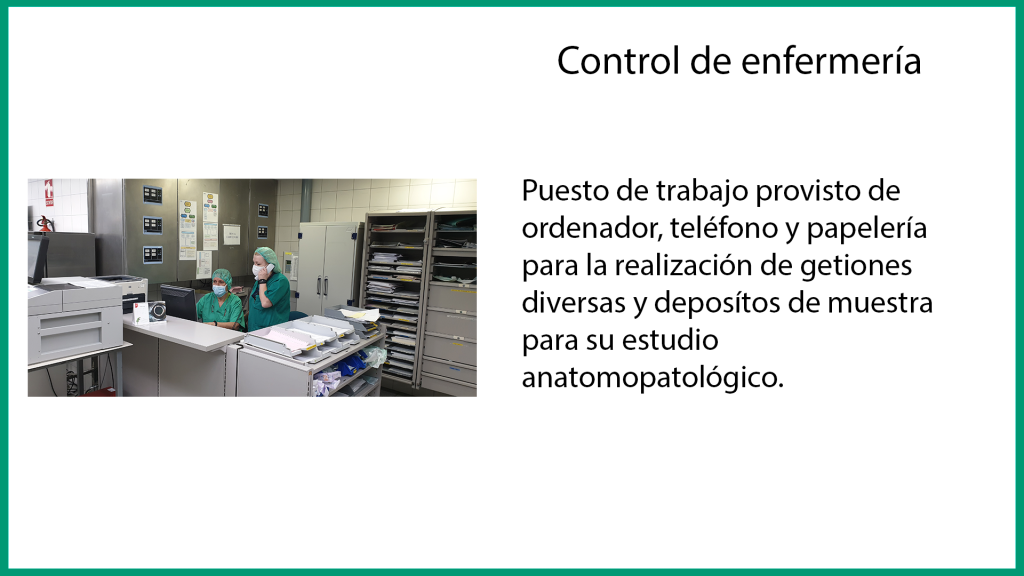 Control de enfermería
Puesto de trabajo provisto de
ordenador, teléfono y papelería
para la realización de getiones
diversas y deposítos de muestra
para su estudio
anatomopatológico.